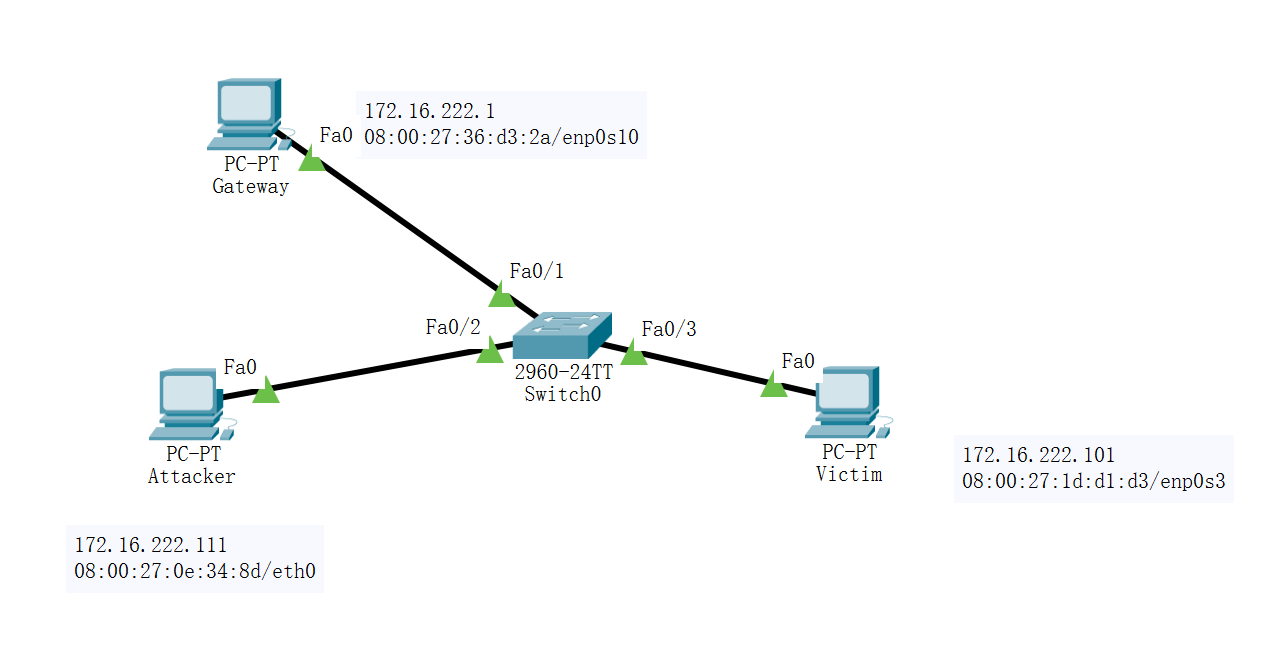 172.16.222.1
Fa0
08:00:27:36:d3:2a/enp0s10
PC-PT
Gateway
Fa0/1
Fa0/2
Fa0/3
Fa0
Fa0
2960-24TT
Switch0
PC-PT
Attacker
PC-PT
Victim
172.16.222.101
08:00:27:1d:d1:d3/enp0s3
172.16.222.111
08:00:27:0e:34:8d/eth0